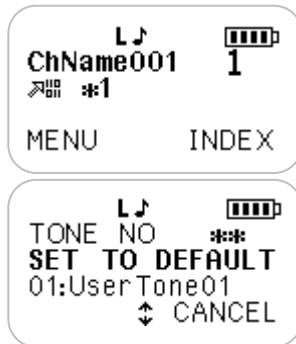 L♪
ChName001 1
*1
MENU INDEX
L♪
TONE NO **
SET TO DEFAULT
01:UserTone01
CANCEL